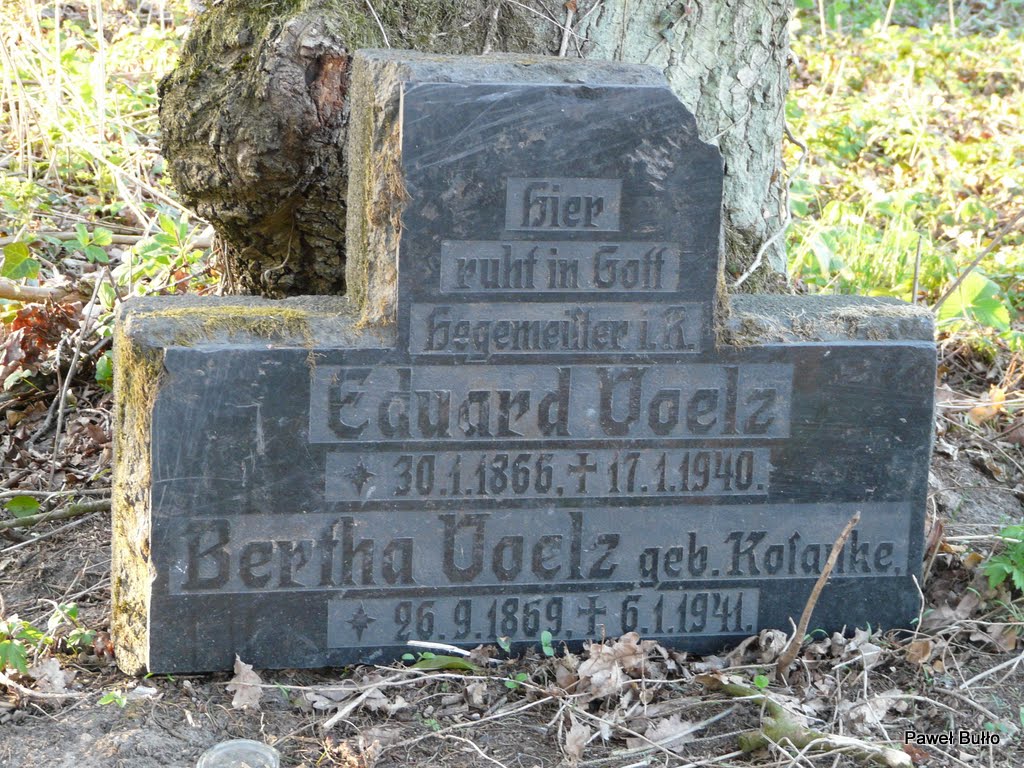 Hier
ruht in Gott
Hegemeiſter i. R.
Eduard Voelz
30.1.1866. ✝ 17.1.1940.
Bertha Voelz geb. Koſanke,
26.9.1869. ✝ 6.1.1941.
Paweł Bułło